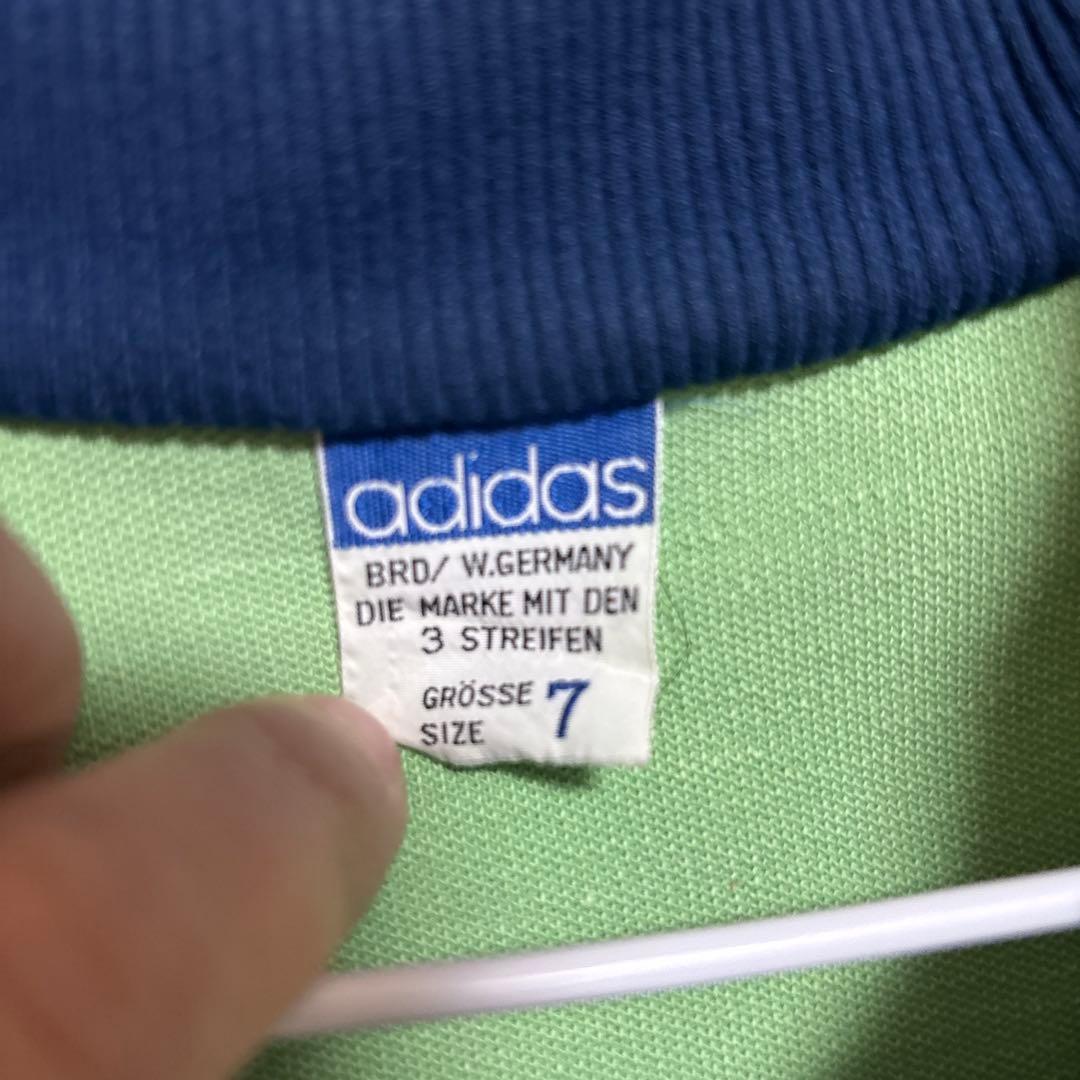 adidas
BRD/ W.GERMANY
DIE MARKE MIT DEN
3 STREIFEN
GRÖSSE 7
SIZE